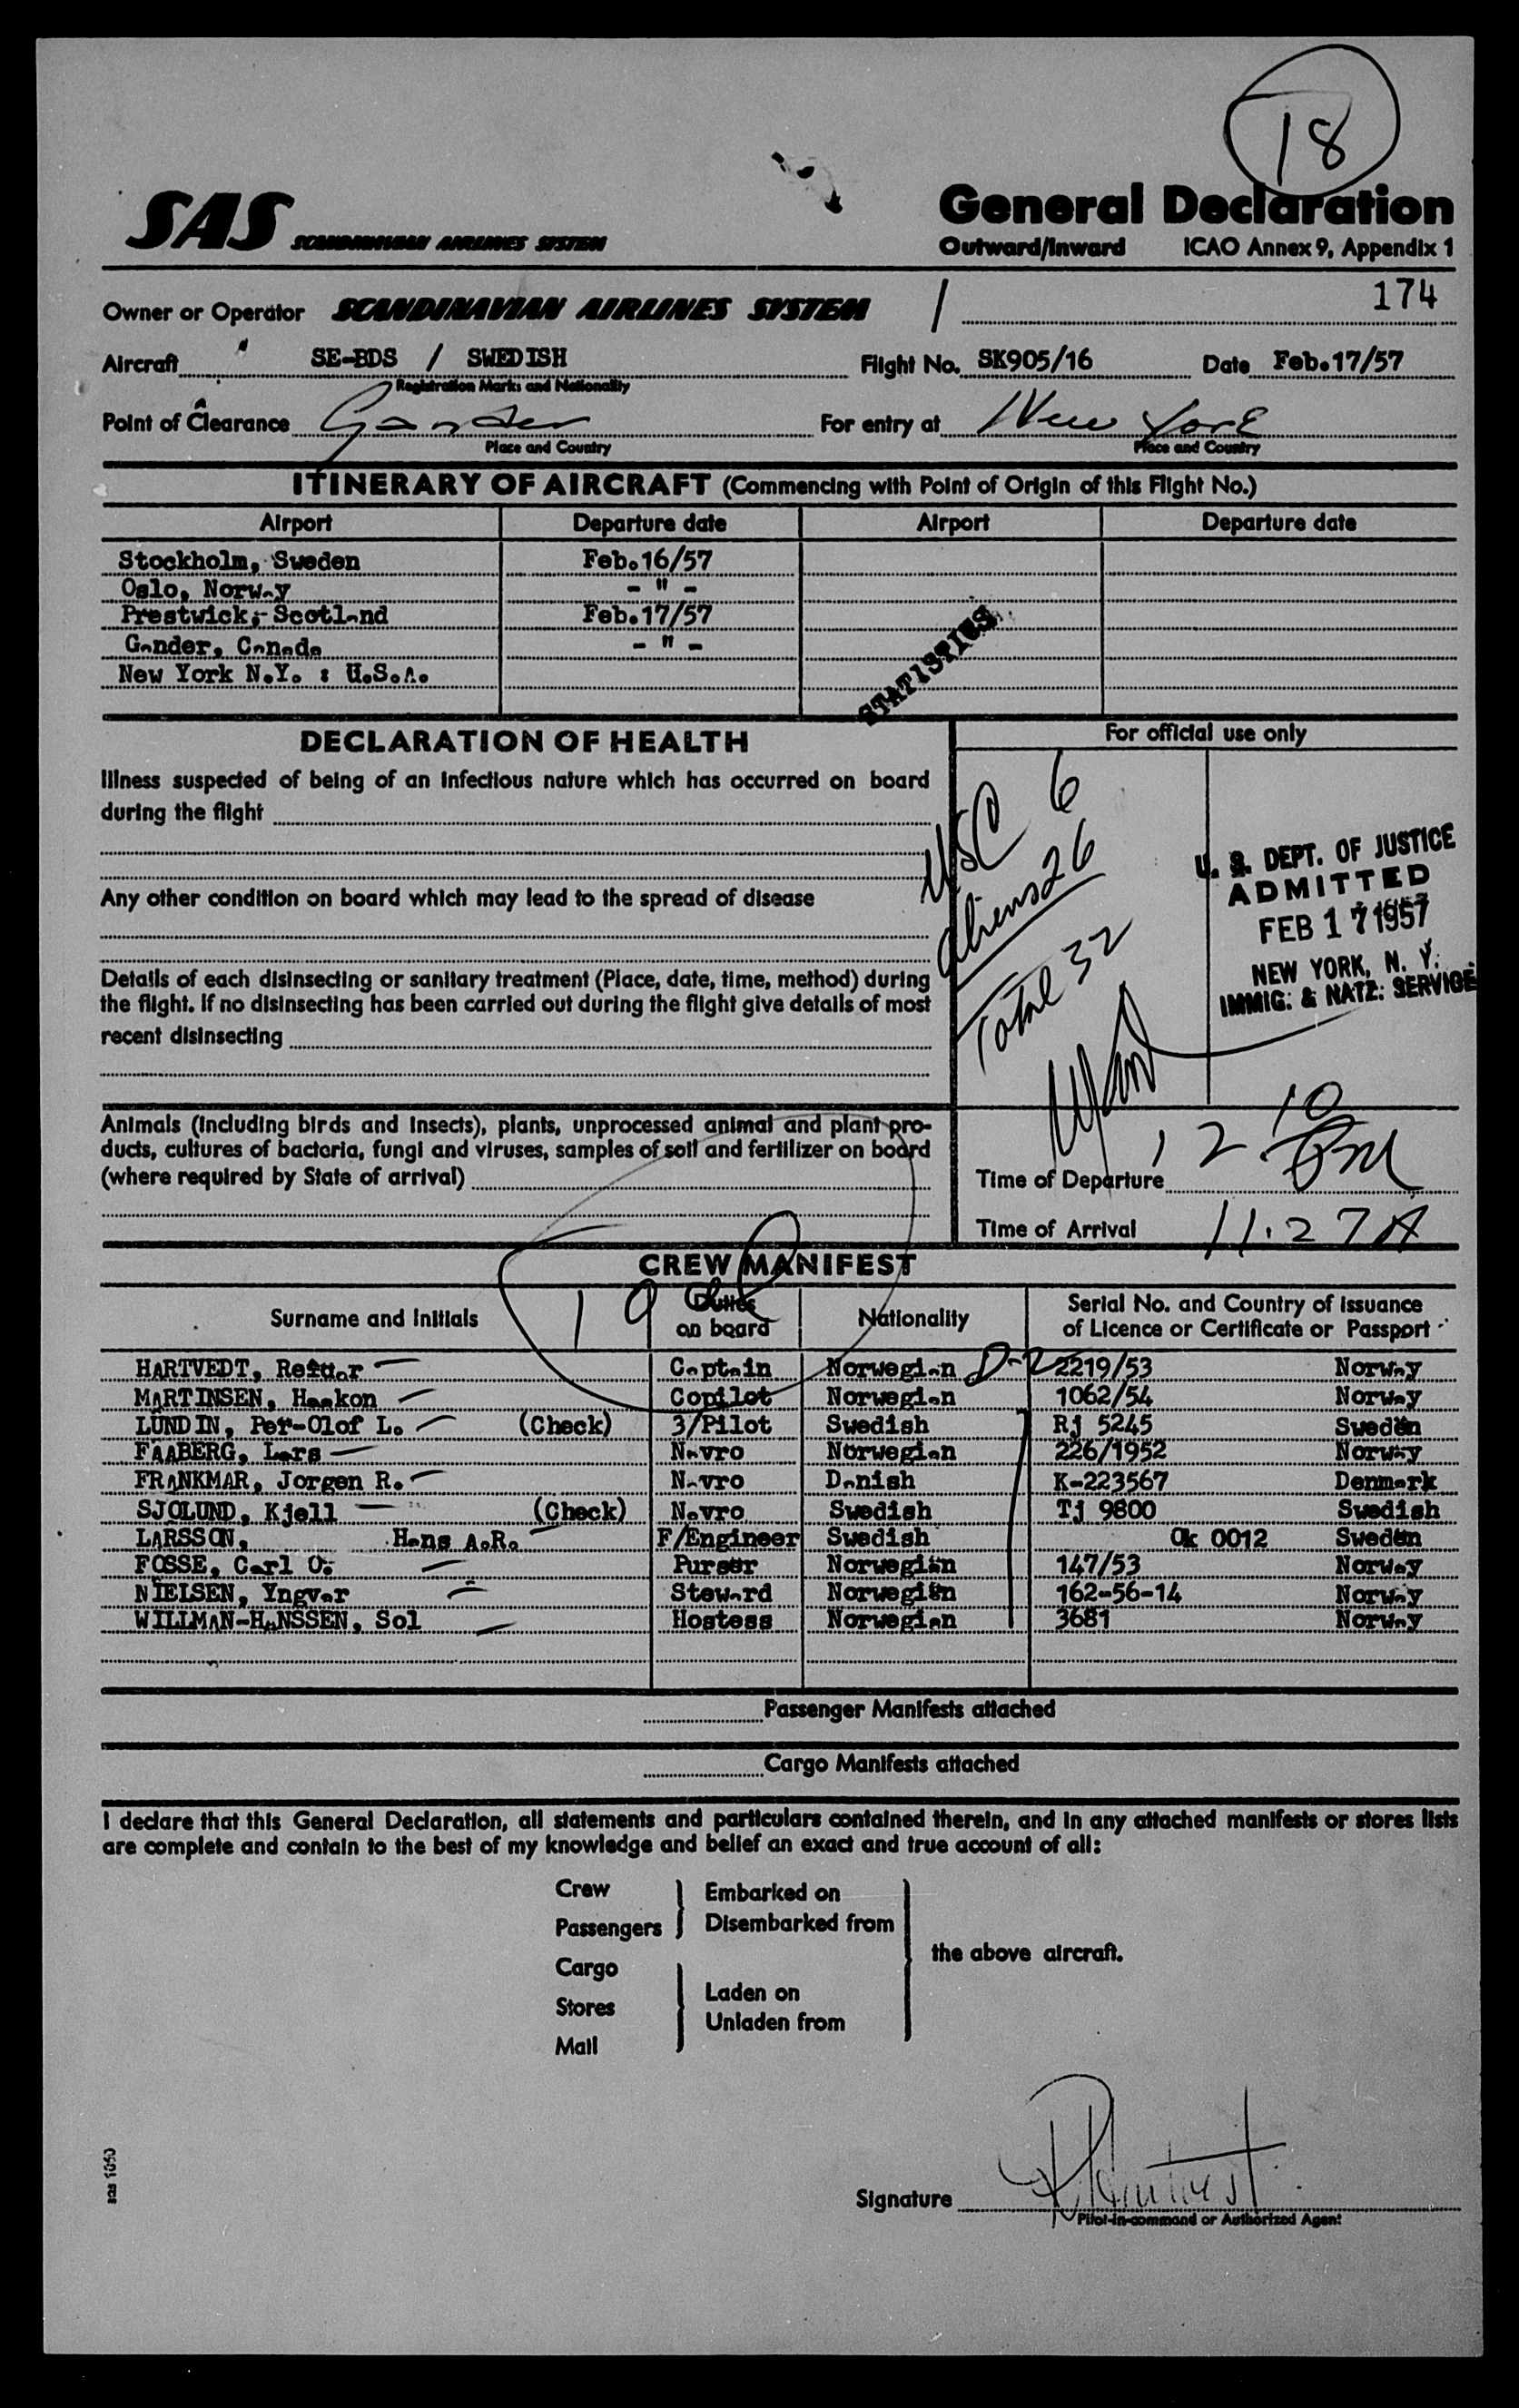 18
SAS SCANDINAVIAN AIRLINES SYSTEM
General Declaration
Outward/Inward ICAO Annex 9, Appendix 1
174
Owner or Operator SCANDINAVIAN AIRLINES SYSTEM
Aircraft SE-BDS / SWEDISH Flight No. SK905/16 Date Feb.17/57
Registration Marks and Nationality
Point of Clearance Gander For entry at New York
Place and Country Place and Country
ITINERARY OF AIRCRAFT (Commencing with Point of Origin of this Flight No.)
Airport Departure date Airport Departure date
Stockholm, Sweden Feb.16/57
Oslo, Norway - " -
Prestwick, Scotland Feb.17/57
Gander, Canada - " -
New York N.Y. : U.S.A.
STATISTICS
DECLARATION OF HEALTH
Illness suspected of being of an infectious nature which has occurred on board
during the flight
Any other condition on board which may lead to the spread of disease
Details of each disinsecting or sanitary treatment (Place, date, time, method) during
the flight. If no disinsecting has been carried out during the flight give details of most
recent disinsecting
Animals (including birds and insects), plants, unprocessed animal and plant pro-
ducts, cultures of bacteria, fungi and viruses, samples of soil and fertilizer on board
(where required by State of arrival)
For official use only
USC 6
Aliens 26
Total 32
U. S. DEPT. OF JUSTICE
ADMITTED
FEB 17 1957
NEW YORK, N. Y.
IMMIG. & NATZ. SERVICE
Time of Departure 12 10 PM
Time of Arrival 11.27 A
CREW MANIFEST
19
Surname and Initials Duties on board Nationality Serial No. and Country of Issuance
of Licence or Certificate or Passport
HARTVEDT, Reidar Captain Norwegian D-2 2219/53 Norway
MARTINSEN, Haakon Copilot Norwegian 1062/54 Norway
LUNDIN, Per-Olof L. (Check) 3/Pilot Swedish Rj 5245 Sweden
FAABERG, Lars Navro Norwegian 226/1952 Norway
FRANKMAR, Jorgen R. Navro Danish K-223567 Denmark
SJOLUND, Kjell (Check) Navro Swedish Tj 9800 Swedish
LARSSON, Hans A.R. F/Engineer Swedish Ok 0012 Sweden
FOSSE, Carl O. Purser Norwegian 147/53 Norway
NIELSEN, Yngvar Steward Norwegian 162-56-14 Norway
WILLMAN-HANSSEN, Sol Hostess Norwegian 3681 Norway
Passenger Manifests attached
Cargo Manifests attached
I declare that this General Declaration, all statements and particulars contained therein, and in any attached manifests or stores lists
are complete and contain to the best of my knowledge and belief an exact and true account of all:
Crew
Passengers
Embarked on
Disembarked from
Cargo
Stores
Mail
Laden on
Unladen from
the above aircraft.
sas 1050
Signature
Pilot-in-command or Authorized Agent